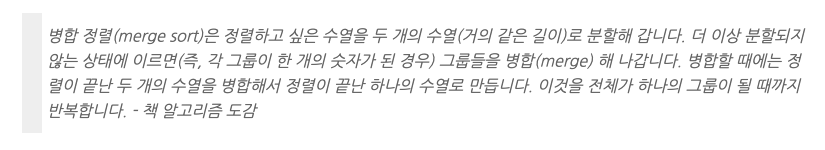 병합 정렬(merge sort)은 정렬하고 싶은 수열을 두 개의 수열(거의 같은 길이)로 분할해 갑니다. 더 이상 분할되지
않는 상태에 이르면(즉, 각 그룹이 한 개의 숫자가 된 경우) 그룹들을 병합(merge) 해 나갑니다. 병합할 때에는 정
렬이 끝난 두 개의 수열을 병합해서 정렬이 끝난 하나의 수열로 만듭니다. 이것을 전체가 하나의 그룹이 될 때까지
반복합니다. - 책 알고리즘 도감